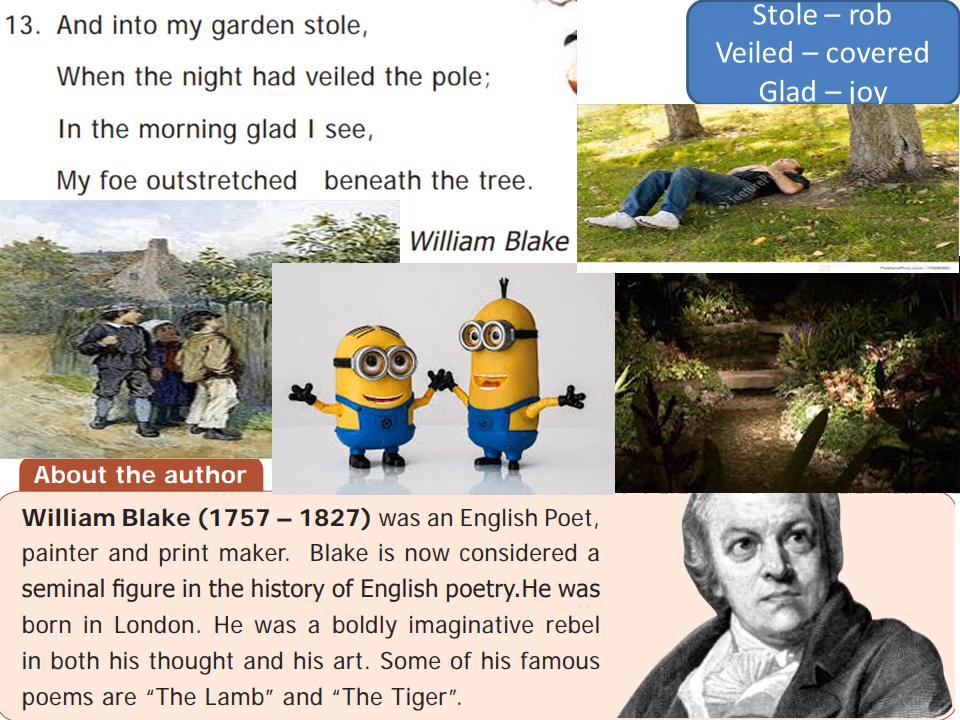 13. And into my garden stole,
When the night had veiled the pole;
In the morning glad I see,
My foe outstretched beneath the tree.
William Blake
Stole – rob
Veiled – covered
Glad – joy
About the author
William Blake (1757 – 1827) was an English Poet,
painter and print maker. Blake is now considered a
seminal figure in the history of English poetry.He was
born in London. He was a boldly imaginative rebel
in both his thought and his art. Some of his famous
poems are “The Lamb” and “The Tiger”.